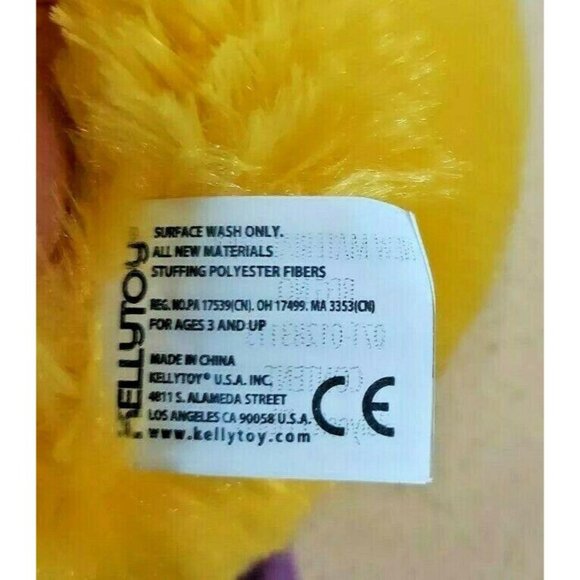 KELLYTOY
SURFACE WASH ONLY.
ALL NEW MATERIALS
STUFFING POLYESTER FIBERS
REG. NO.PA 17539(CN). OH 17499. MA 3353(CN)
FOR AGES 3 AND UP
MADE IN CHINA
KELLYTOY® U.S.A. INC.
4811 S. ALAMEDA STREET
LOS ANGELES CA 90058 U.S.A.
www.kellytoy.com
CE